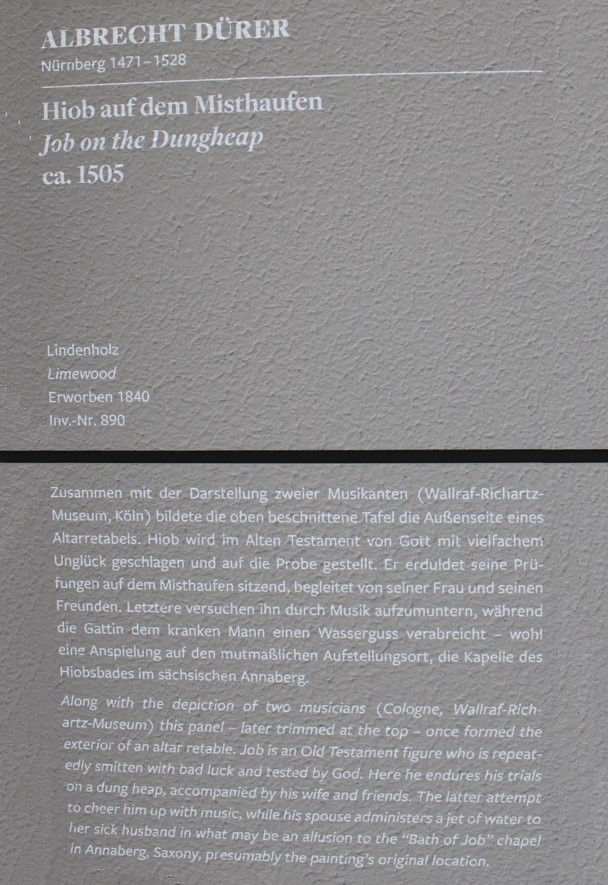 ALBRECHT DÜRER
Nürnberg 1471–1528
Hiob auf dem Misthaufen
Job on the Dungheap
ca. 1505
Lindenholz
Limewood
Erworben 1840
Inv.-Nr. 890
Zusammen mit der Darstellung zweier Musikanten (Wallraf-Richartz-
Museum, Köln) bildete die oben beschnittene Tafel die Außenseite eines
Altarretabels. Hiob wird im Alten Testament von Gott mit vielfachem
Unglück geschlagen und auf die Probe gestellt. Er erduldet seine Prü-
fungen auf dem Misthaufen sitzend, begleitet von seiner Frau und seinen
Freunden. Letztere versuchen ihn durch Musik aufzumuntern, während
die Gattin dem kranken Mann einen Wasserguss verabreicht – wohl
eine Anspielung auf den mutmaßlichen Aufstellungsort, die Kapelle des
Hiobsbades im sächsischen Annaberg.
Along with the depiction of two musicians (Cologne, Wallraf-Rich-
artz-Museum) this panel – later trimmed at the top – once formed the
exterior of an altar retable. Job is an Old Testament figure who is repeat-
edly smitten with bad luck and tested by God. Here he endures his trials
on a dung heap, accompanied by his wife and friends. The latter attempt
to cheer him up with music, while his spouse administers a jet of water to
her sick husband in what may be an allusion to the “Bath of Job” chapel
in Annaberg, Saxony, presumably the painting's original location.